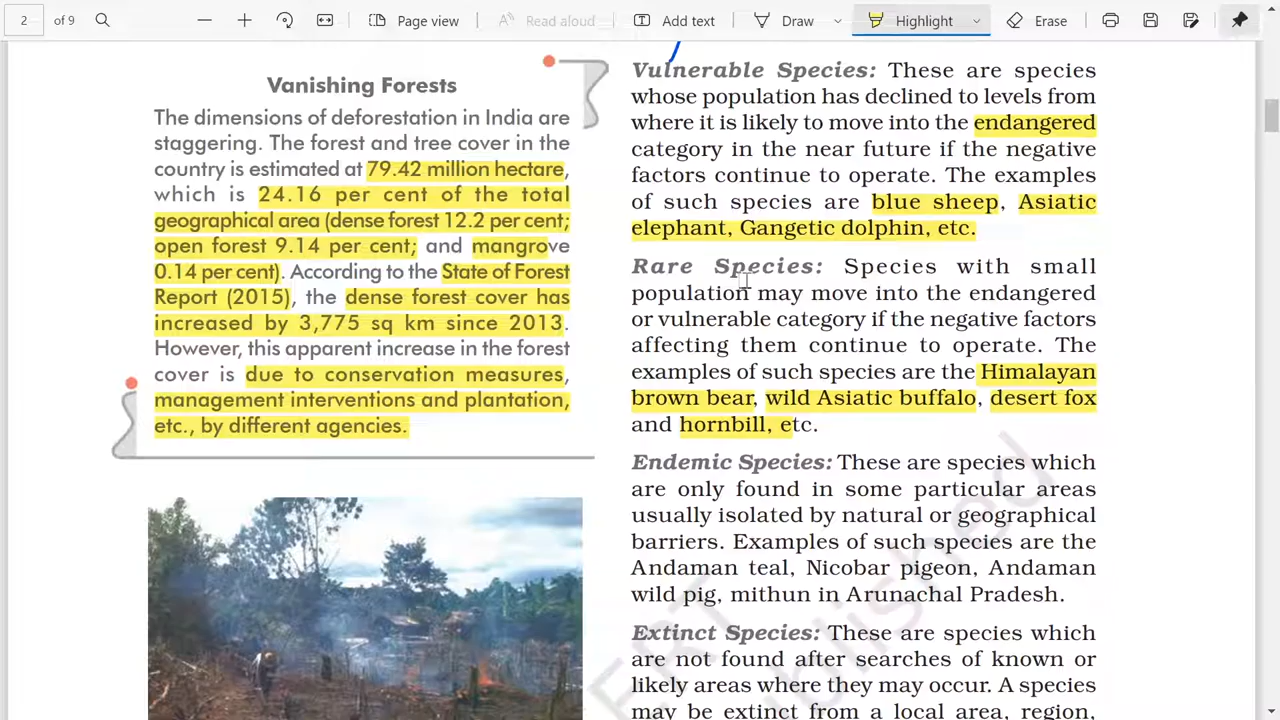 2 of 9 Page view Read aloud Add text Draw Highlight Erase
Vanishing Forests
The dimensions of deforestation in India are
staggering. The forest and tree cover in the
country is estimated at 79.42 million hectare,
which is 24.16 per cent of the total
geographical area (dense forest 12.2 per cent;
open forest 9.14 per cent; and mangrove
0.14 per cent). According to the State of Forest
Report (2015), the dense forest cover has
increased by 3,775 sq km since 2013.
However, this apparent increase in the forest
cover is due to conservation measures,
management interventions and plantation,
etc., by different agencies.
Vulnerable Species: These are species
whose population has declined to levels from
where it is likely to move into the endangered
category in the near future if the negative
factors continue to operate. The examples
of such species are blue sheep, Asiatic
elephant, Gangetic dolphin, etc.
Rare Species: Species with small
population may move into the endangered
or vulnerable category if the negative factors
affecting them continue to operate. The
examples of such species are the Himalayan
brown bear, wild Asiatic buffalo, desert fox
and hornbill, etc.
Endemic Species: These are species which
are only found in some particular areas
usually isolated by natural or geographical
barriers. Examples of such species are the
Andaman teal, Nicobar pigeon, Andaman
wild pig, mithun in Arunachal Pradesh.
Extinct Species: These are species which
are not found after searches of known or
likely areas where they may occur. A species
may be extinct from a local area, region,